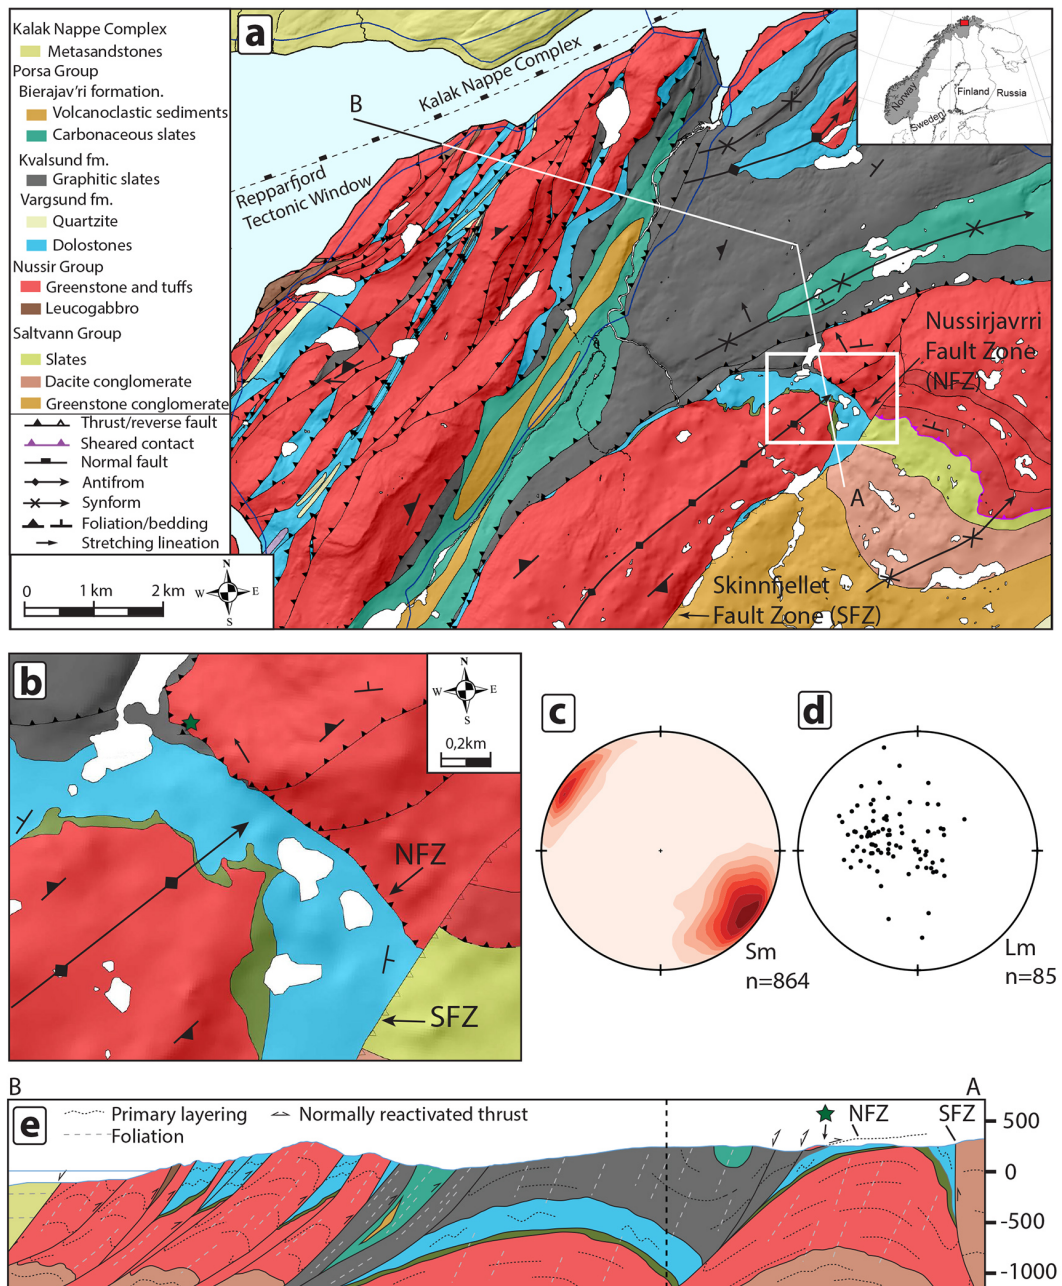 Kalak Nappe Complex
Metasandstones
Porsa Group
Bierajav'ri formation.
Volcanoclastic sediments
Carbonaceous slates
Kvalsund fm.
Graphitic slates
Vargsund fm.
Quartzite
Dolostones
Nussir Group
Greenstone and tuffs
Leucogabbro
Saltvann Group
Slates
Dacite conglomerate
Greenstone conglomerate
Thrust/reverse fault
Sheared contact
Normal fault
Antifrom
Synform
Foliation/bedding
Stretching lineation
0 1 km 2 km
N
W E
S
a
B
Kalak Nappe Complex
Repparfjord
Tectonic Window
Norway
Sweden
Finland
Russia
Nussirjavrri
Fault Zone
(NFZ)
A
Skinnfjellet
Fault Zone (SFZ)
b
N
W E
S
0,2km
NFZ
SFZ
c
Sm
n=864
d
Lm
n=85
B A
e
Primary layering
Normally reactivated thrust
Foliation
NFZ
SFZ
500
0
-500
-1000